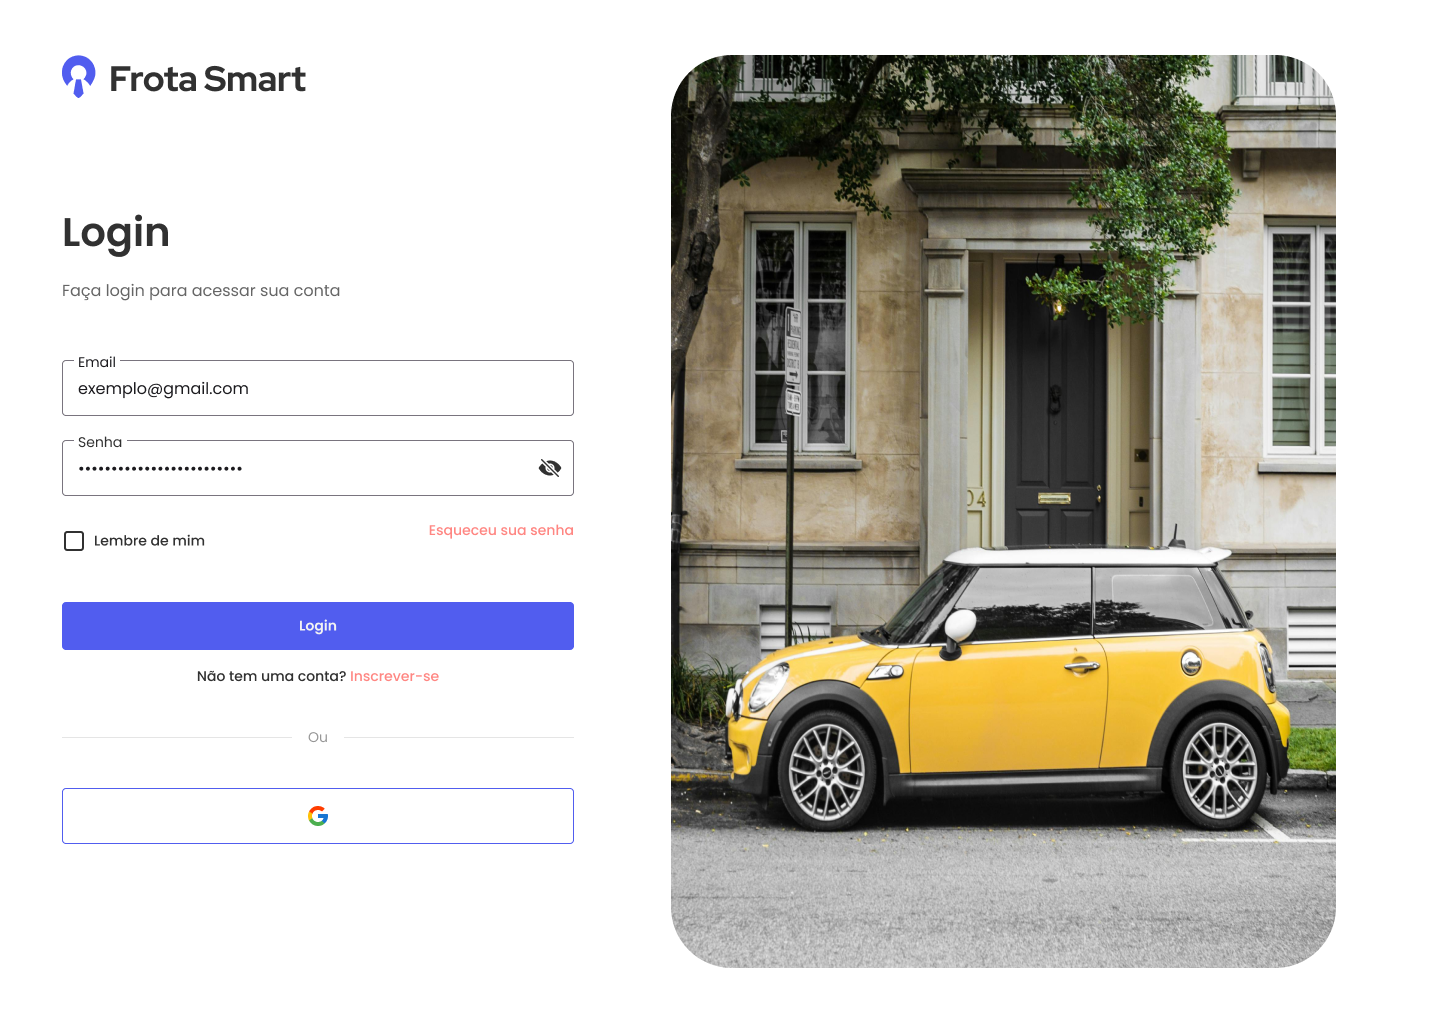 Frota Smart
Login
Faça login para acessar sua conta
Email
exemplo@gmail.com
Senha
•••••••••••••••••••••••••
Lembre de mim
Esqueceu sua senha
Login
Não tem uma conta? Inscrever-se
Ou
04